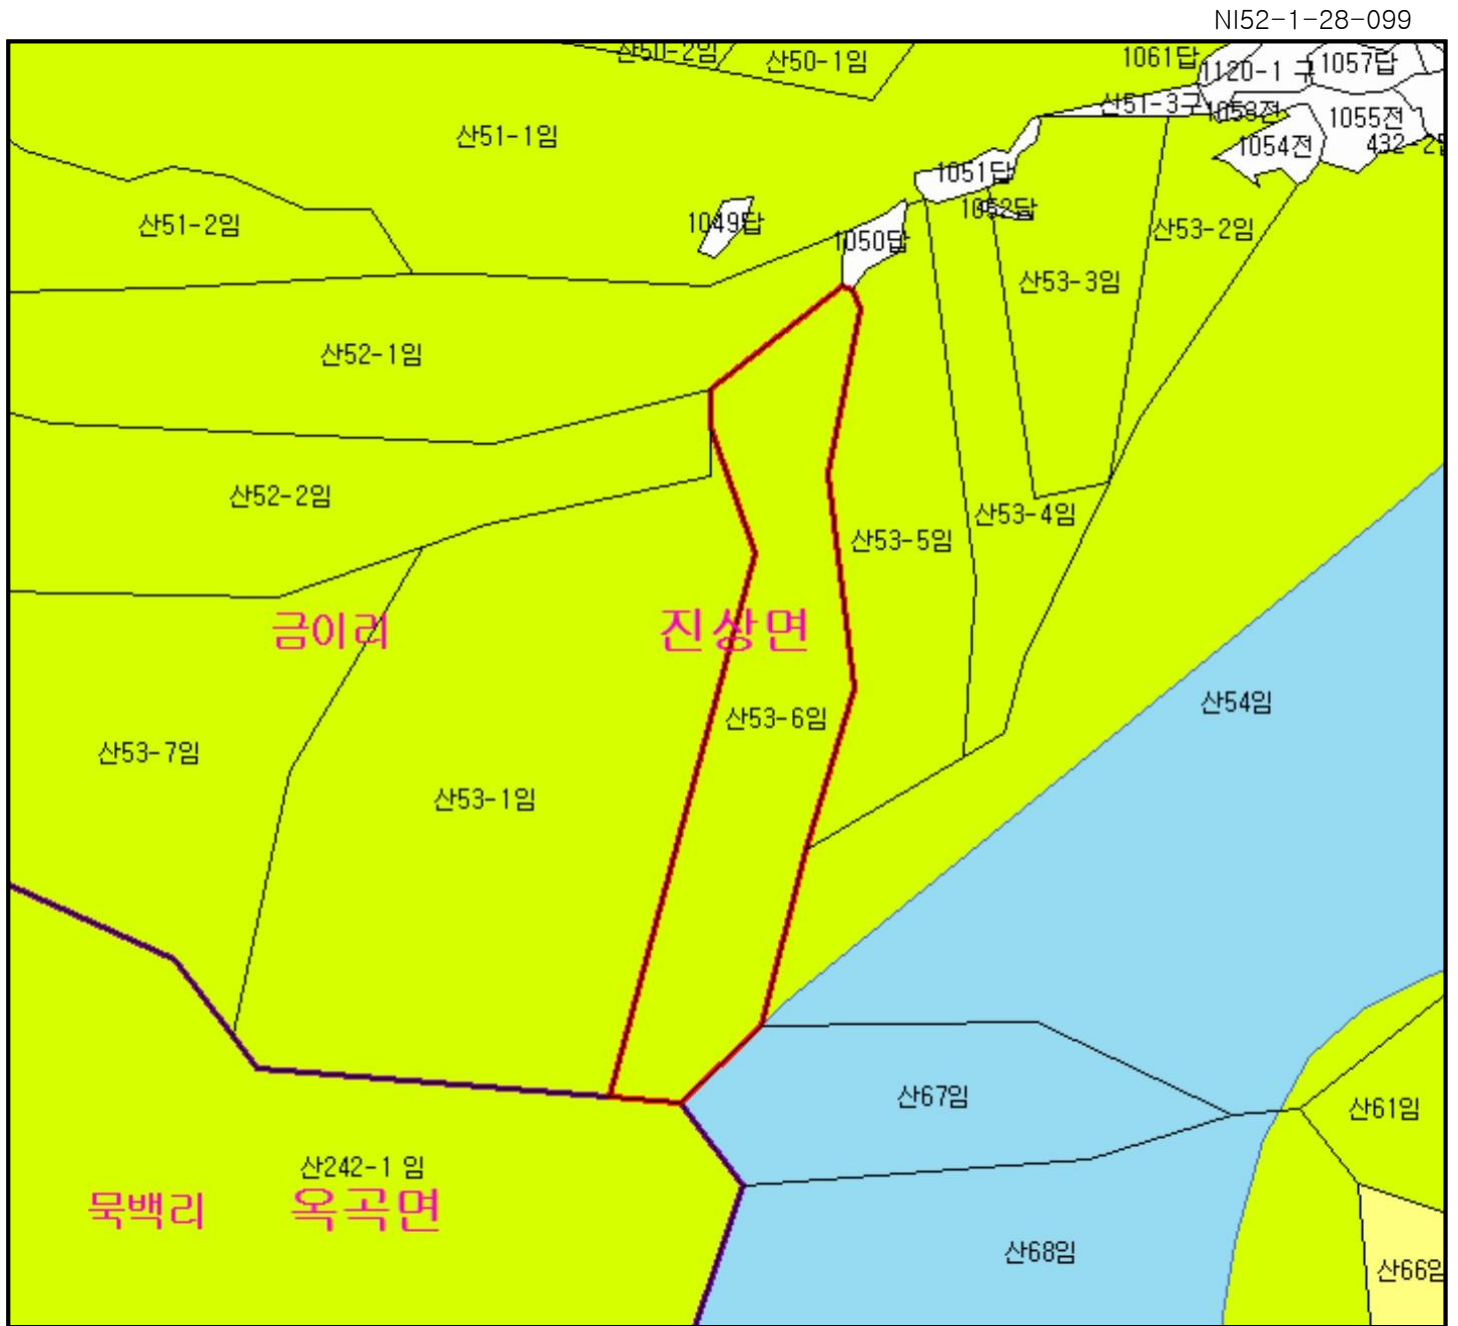 NI52-1-28-099
산50-2임
산50-1임
1061답
1120-1 구
1057답
산51-3구
1053전
1055전
산51-1임
1054전
432-2답
1051답
산51-2임
1049답
1052답
1050답
산53-2임
산53-3임
산52-1임
산52-2임
산53-4임
산53-5임
금이리
진상면
산54임
산53-6임
산53-7임
산53-1임
산67임
산61임
산242-1 임
묵백리
옥곡면
산68임
산66임